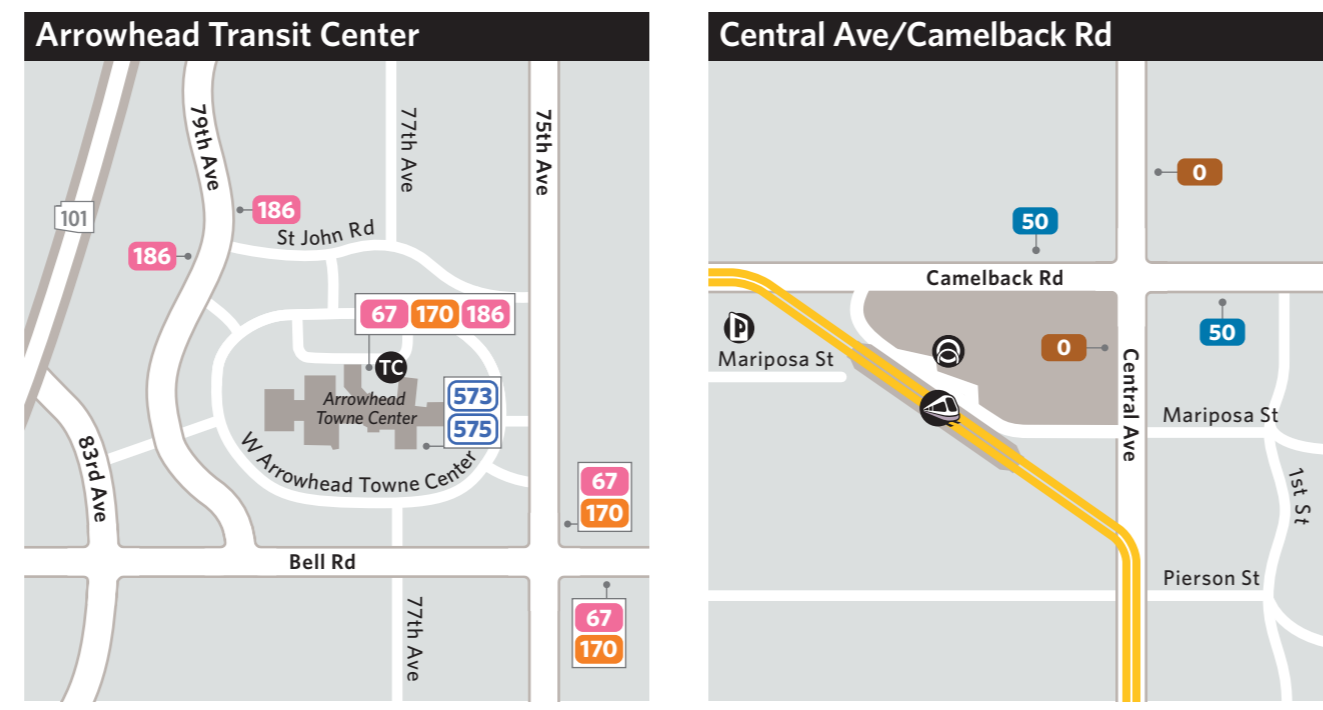 Arrowhead Transit Center
79th Ave
77th Ave
75th Ave
101
186
St John Rd
186
67 170 186
TC
Arrowhead
Towne Center
573
575
W Arrowhead Towne Center
83rd Ave
67
170
Bell Rd
77th Ave
67
170
Central Ave/Camelback Rd
0
50
Camelback Rd
P
50
Mariposa St
0
Central Ave
Mariposa St
1st St
Pierson St